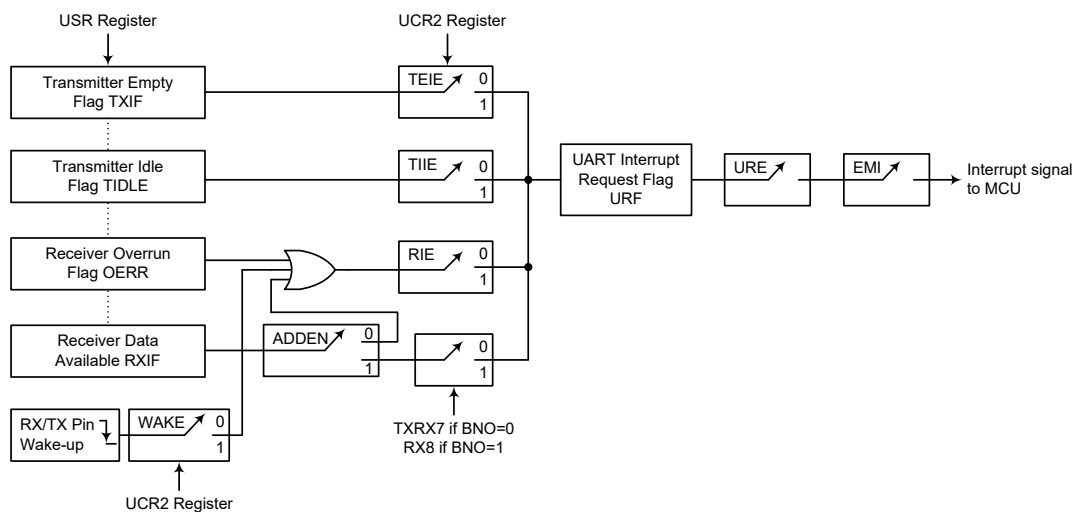 USR Register
UCR2 Register
Transmitter Empty
Flag TXIF
TEIE
0
1
Transmitter Idle
Flag TIDLE
TIIE
0
1
UART Interrupt
Request Flag
URF
URE
EMI
Interrupt signal
to MCU
Receiver Overrun
Flag OERR
RIE
0
1
Receiver Data
Available RXIF
ADDEN
0
1
0
1
RX/TX Pin
Wake-up
WAKE
0
1
TXRX7 if BNO=0
RX8 if BNO=1
UCR2 Register